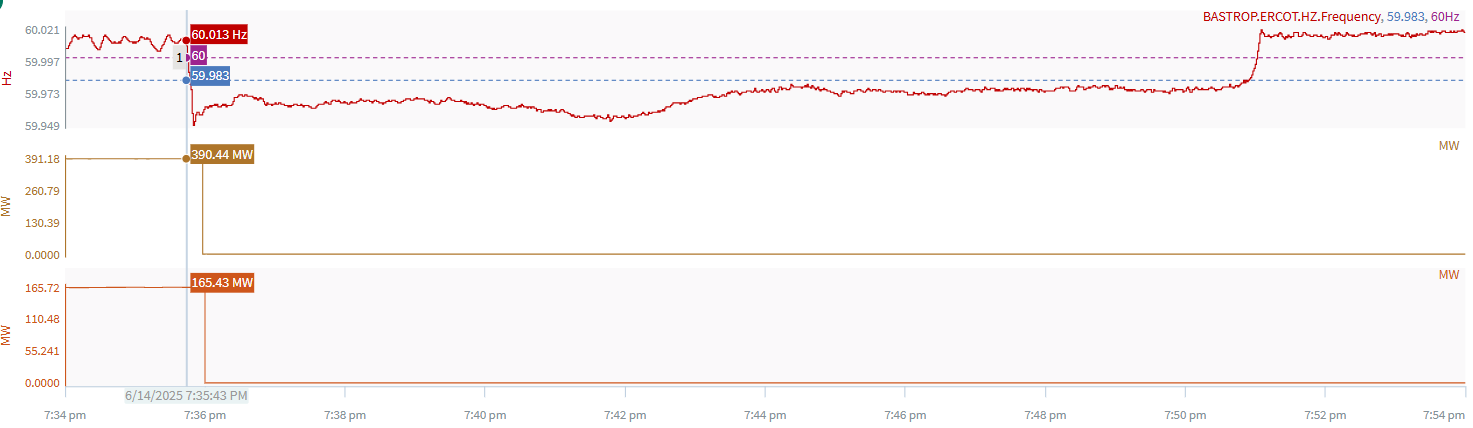 BASTROP.ERCOT.HZ.Frequency, 59.983, 60Hz
60.021
59.997
59.973
59.949
Hz
60.013 Hz
1
60
59.983
MW
391.18
260.79
130.39
0.0000
MW
390.44 MW
MW
165.72
110.48
55.241
0.0000
MW
165.43 MW
6/14/2025 7:35:43 PM
7:34 pm
7:36 pm
7:38 pm
7:40 pm
7:42 pm
7:44 pm
7:46 pm
7:48 pm
7:50 pm
7:52 pm
7:54 pm